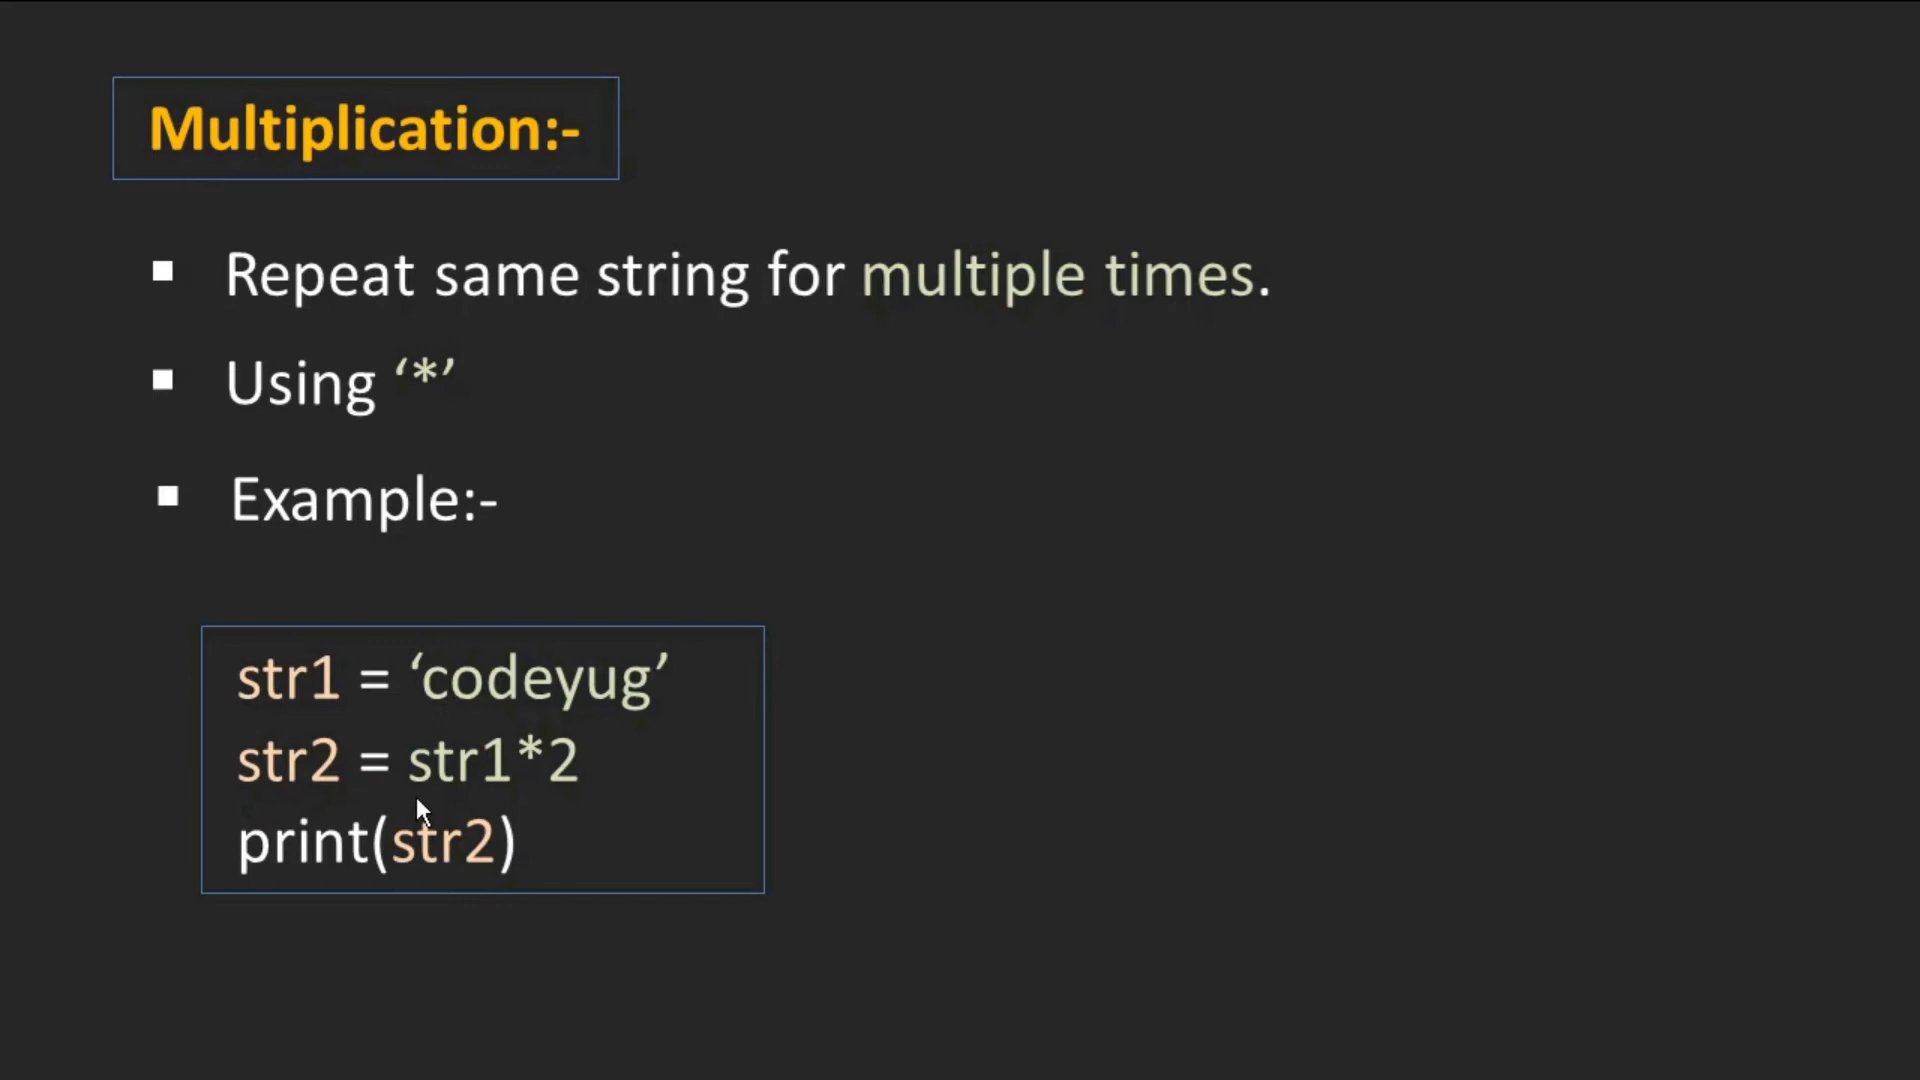 Multiplication:-
▪ Repeat same string for multiple times.
▪ Using ‘*’
▪ Example:-
str1 = ‘codeyug’
str2 = str1*2
print(str2)